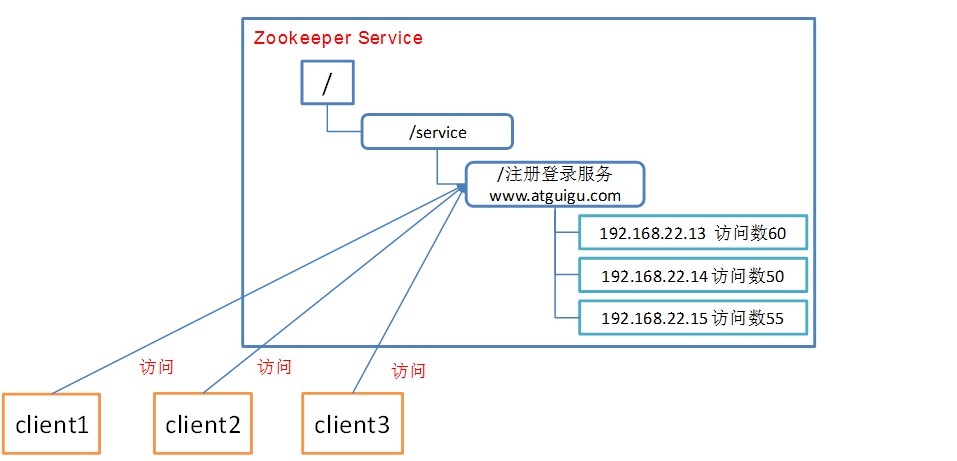 Zookeeper Service
/
/service
/注册登录服务
www.atguigu.com
192.168.22.13 访问数60
192.168.22.14 访问数50
192.168.22.15 访问数55
访问
访问
访问
client1
client2
client3